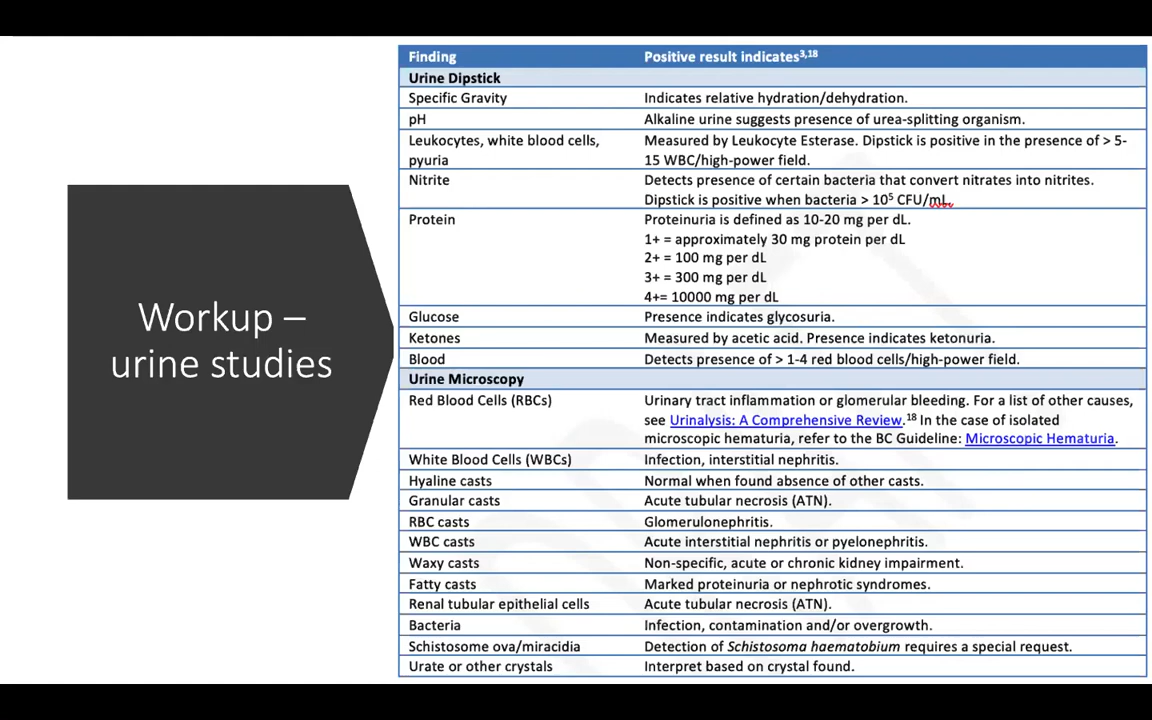 Workup –
urine studies
Finding Positive result indicates3,18
Urine Dipstick
Specific Gravity Indicates relative hydration/dehydration.
pH Alkaline urine suggests presence of urea-splitting organism.
Leukocytes, white blood cells, Measured by Leukocyte Esterase. Dipstick is positive in the presence of > 5-
pyuria 15 WBC/high-power field.
Nitrite Detects presence of certain bacteria that convert nitrates into nitrites.
Dipstick is positive when bacteria > 10⁵ CFU/mL.
Protein Proteinuria is defined as 10-20 mg per dL.
1+ = approximately 30 mg protein per dL
2+ = 100 mg per dL
3+ = 300 mg per dL
4+= 10000 mg per dL
Glucose Presence indicates glycosuria.
Ketones Measured by acetic acid. Presence indicates ketonuria.
Blood Detects presence of > 1-4 red blood cells/high-power field.
Urine Microscopy
Red Blood Cells (RBCs) Urinary tract inflammation or glomerular bleeding. For a list of other causes,
see Urinalysis: A Comprehensive Review.18 In the case of isolated
microscopic hematuria, refer to the BC Guideline: Microscopic Hematuria.
White Blood Cells (WBCs) Infection, interstitial nephritis.
Hyaline casts Normal when found absence of other casts.
Granular casts Acute tubular necrosis (ATN).
RBC casts Glomerulonephritis.
WBC casts Acute interstitial nephritis or pyelonephritis.
Waxy casts Non-specific, acute or chronic kidney impairment.
Fatty casts Marked proteinuria or nephrotic syndromes.
Renal tubular epithelial cells Acute tubular necrosis (ATN).
Bacteria Infection, contamination and/or overgrowth.
Schistosome ova/miracidia Detection of Schistosoma haematobium requires a special request.
Urate or other crystals Interpret based on crystal found.